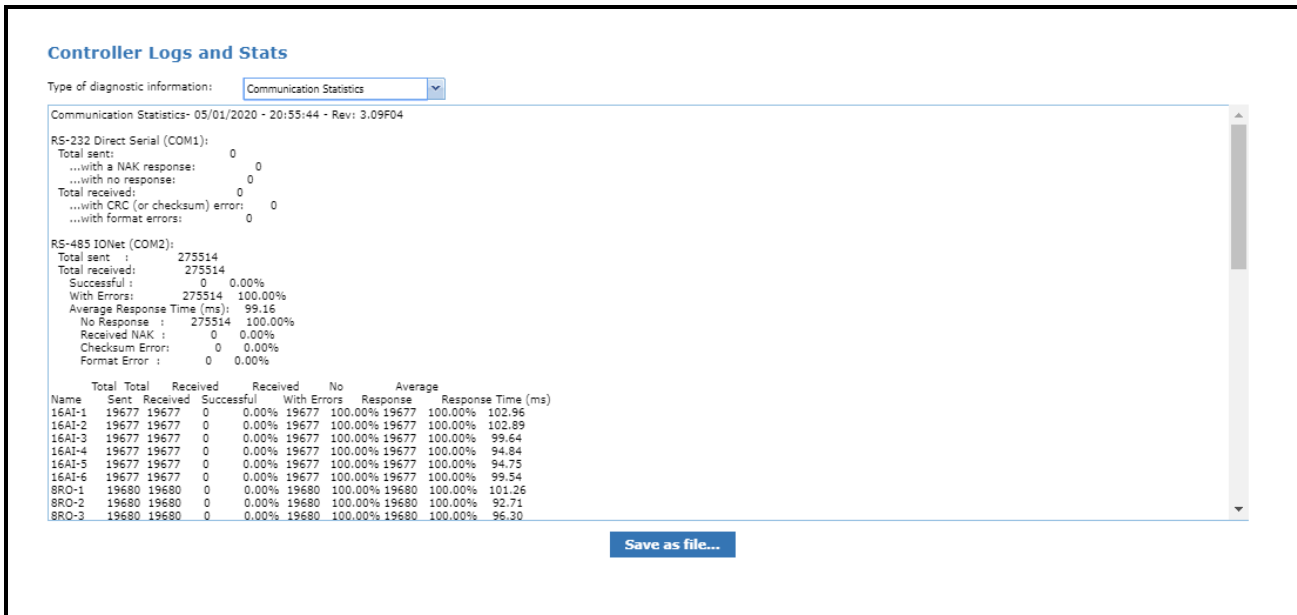 Controller Logs and Stats
Type of diagnostic information: Communication Statistics
Communication Statistics- 05/01/2020 - 20:55:44 - Rev: 3.09F04
RS-232 Direct Serial (COM1):
Total sent: 0
...with a NAK response: 0
...with no response: 0
Total received: 0
...with CRC (or checksum) error: 0
...with format errors: 0
RS-485 IONet (COM2):
Total sent : 275514
Total received: 275514
Successful : 0 0.00%
With Errors: 275514 100.00%
Average Response Time (ms): 99.16
No Response : 275514 100.00%
Received NAK : 0 0.00%
Checksum Error: 0 0.00%
Format Error : 0 0.00%
Total Total Received Received No Average
Name Sent Received Successful With Errors Response Response Time (ms)
16AI-1 19677 19677 0 0.00% 19677 100.00% 19677 100.00% 102.96
16AI-2 19677 19677 0 0.00% 19677 100.00% 19677 100.00% 102.89
16AI-3 19677 19677 0 0.00% 19677 100.00% 19677 100.00% 99.64
16AI-4 19677 19677 0 0.00% 19677 100.00% 19677 100.00% 94.84
16AI-5 19677 19677 0 0.00% 19677 100.00% 19677 100.00% 94.75
16AI-6 19677 19677 0 0.00% 19677 100.00% 19677 100.00% 99.54
8RO-1 19680 19680 0 0.00% 19680 100.00% 19680 100.00% 101.26
8RO-2 19680 19680 0 0.00% 19680 100.00% 19680 100.00% 92.71
8RO-3 19680 19680 0 0.00% 19680 100.00% 19680 100.00% 96.30
Save as file...